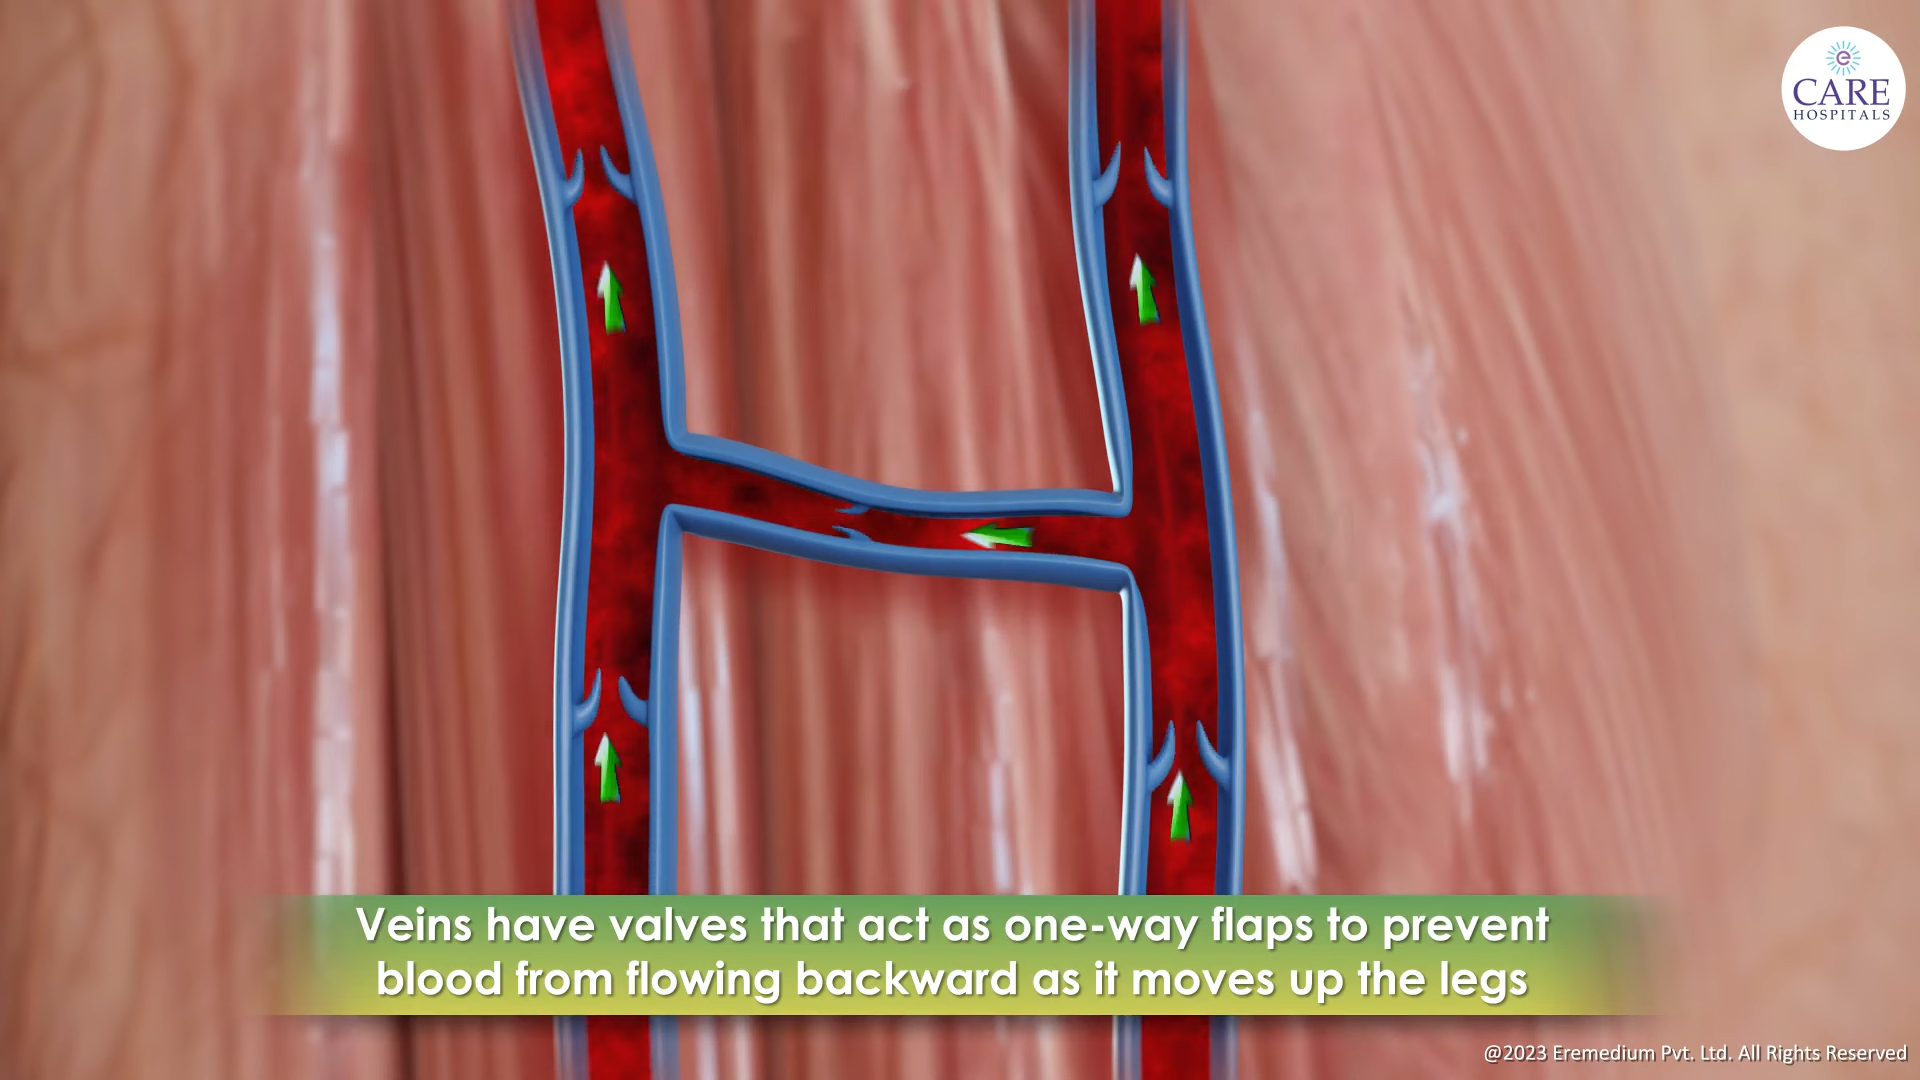 e
CARE
HOSPITALS
Veins have valves that act as one-way flaps to prevent
blood from flowing backward as it moves up the legs
@2023 Eremedium Pvt. Ltd. All Rights Reserved